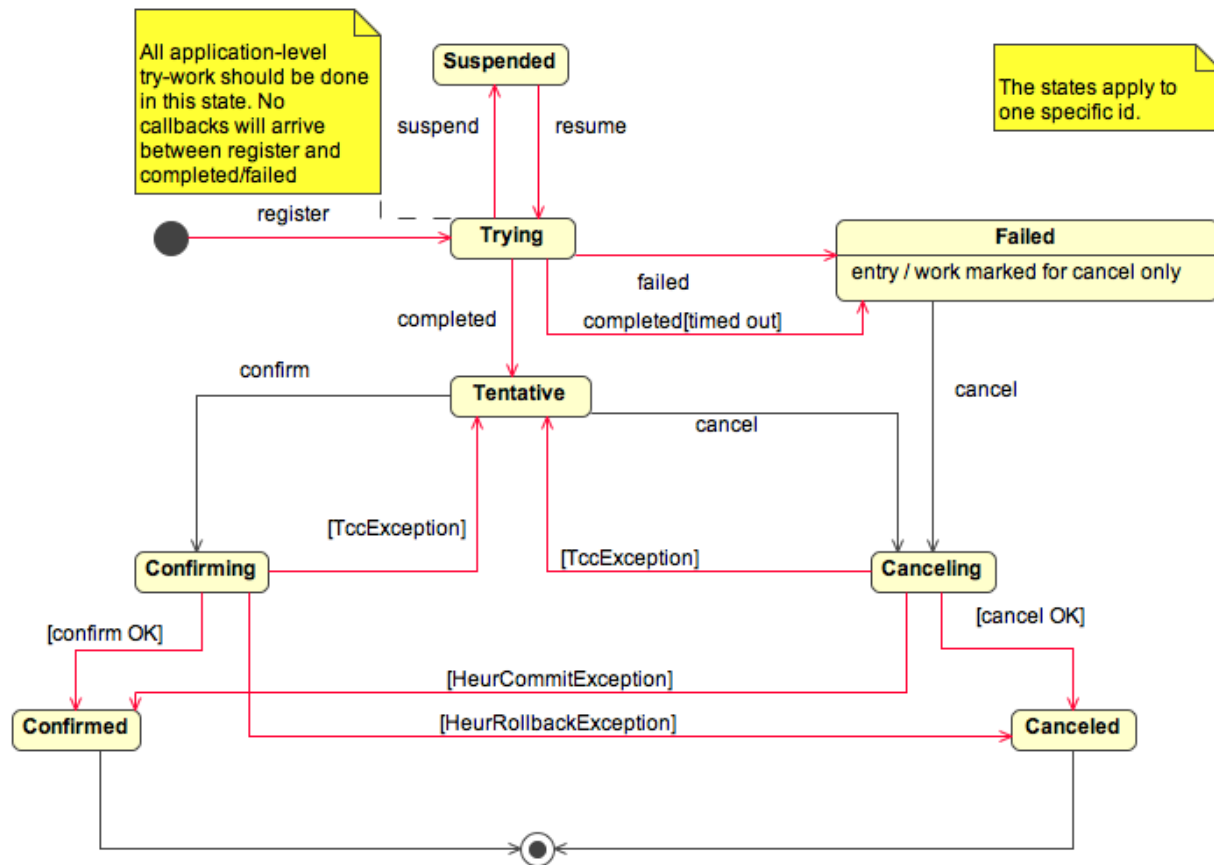 All application-level
try-work should be done
in this state. No
callbacks will arrive
between register and
completed/failed
Suspended
The states apply to
one specific id.
suspend
resume
register
Trying
Failed
entry / work marked for cancel only
failed
completed
completed[timed out]
confirm
Tentative
cancel
cancel
[TccException]
[TccException]
Confirming
Canceling
[confirm OK]
[cancel OK]
[HeurCommitException]
Confirmed
[HeurRollbackException]
Canceled